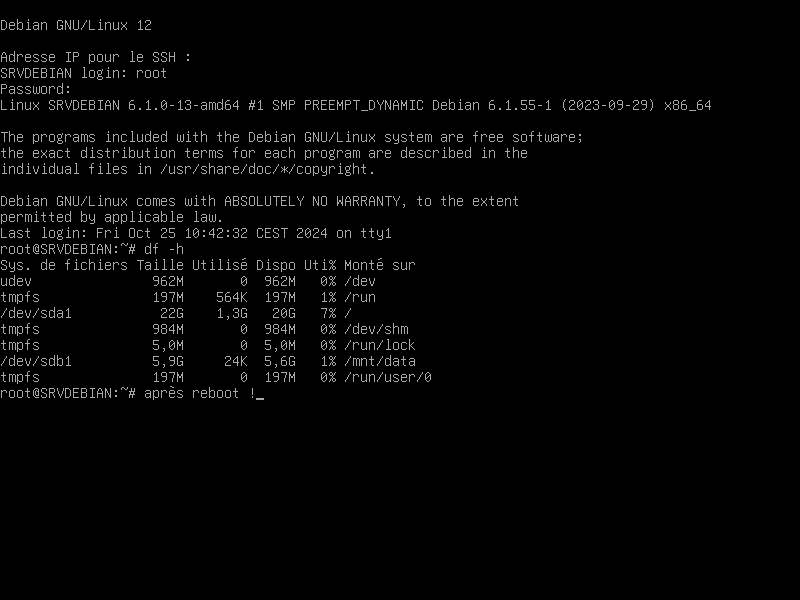 Debian GNU/Linux 12
Adresse IP pour le SSH :
SRVDEBIAN login: root
Password:
Linux SRVDEBIAN 6.1.0-13-amd64 #1 SMP PREEMPT_DYNAMIC Debian 6.1.55-1 (2023-09-29) x86_64
The programs included with the Debian GNU/Linux system are free software;
the exact distribution terms for each program are described in the
individual files in /usr/share/doc/*/copyright.
Debian GNU/Linux comes with ABSOLUTELY NO WARRANTY, to the extent
permitted by applicable law.
Last login: Fri Oct 25 10:42:32 CEST 2024 on tty1
root@SRVDEBIAN:~# df -h
Sys. de fichiers Taille Utilisé Dispo Uti% Monté sur
udev               962M       0  962M   0% /dev
tmpfs              197M    564K  197M   1% /run
/dev/sda1           22G    1,3G   20G   7% /
tmpfs              984M       0  984M   0% /dev/shm
tmpfs              5,0M       0  5,0M   0% /run/lock
/dev/sdb1          5,9G     24K  5,6G   1% /mnt/data
tmpfs              197M       0  197M   0% /run/user/0
root@SRVDEBIAN:~# après reboot !_